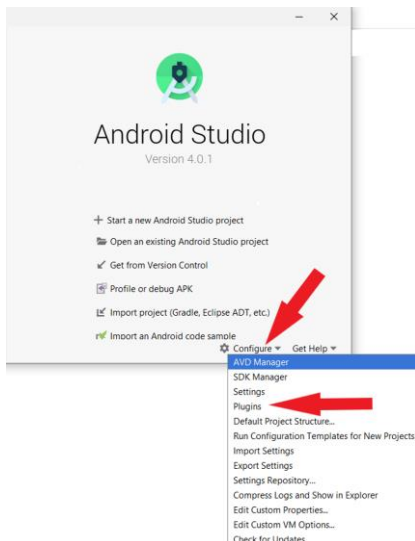 Android Studio
Version 4.0.1
Start a new Android Studio project
Open an existing Android Studio project
Get from Version Control
Profile or debug APK
Import project (Gradle, Eclipse ADT, etc.)
Import an Android code sample
Configure Get Help
AVD Manager
SDK Manager
Settings
Plugins
Default Project Structure...
Run Configuration Templates for New Projects
Import Settings
Export Settings
Settings Repository...
Compress Logs and Show in Explorer
Edit Custom Properties...
Edit Custom VM Options...
Check for Updates